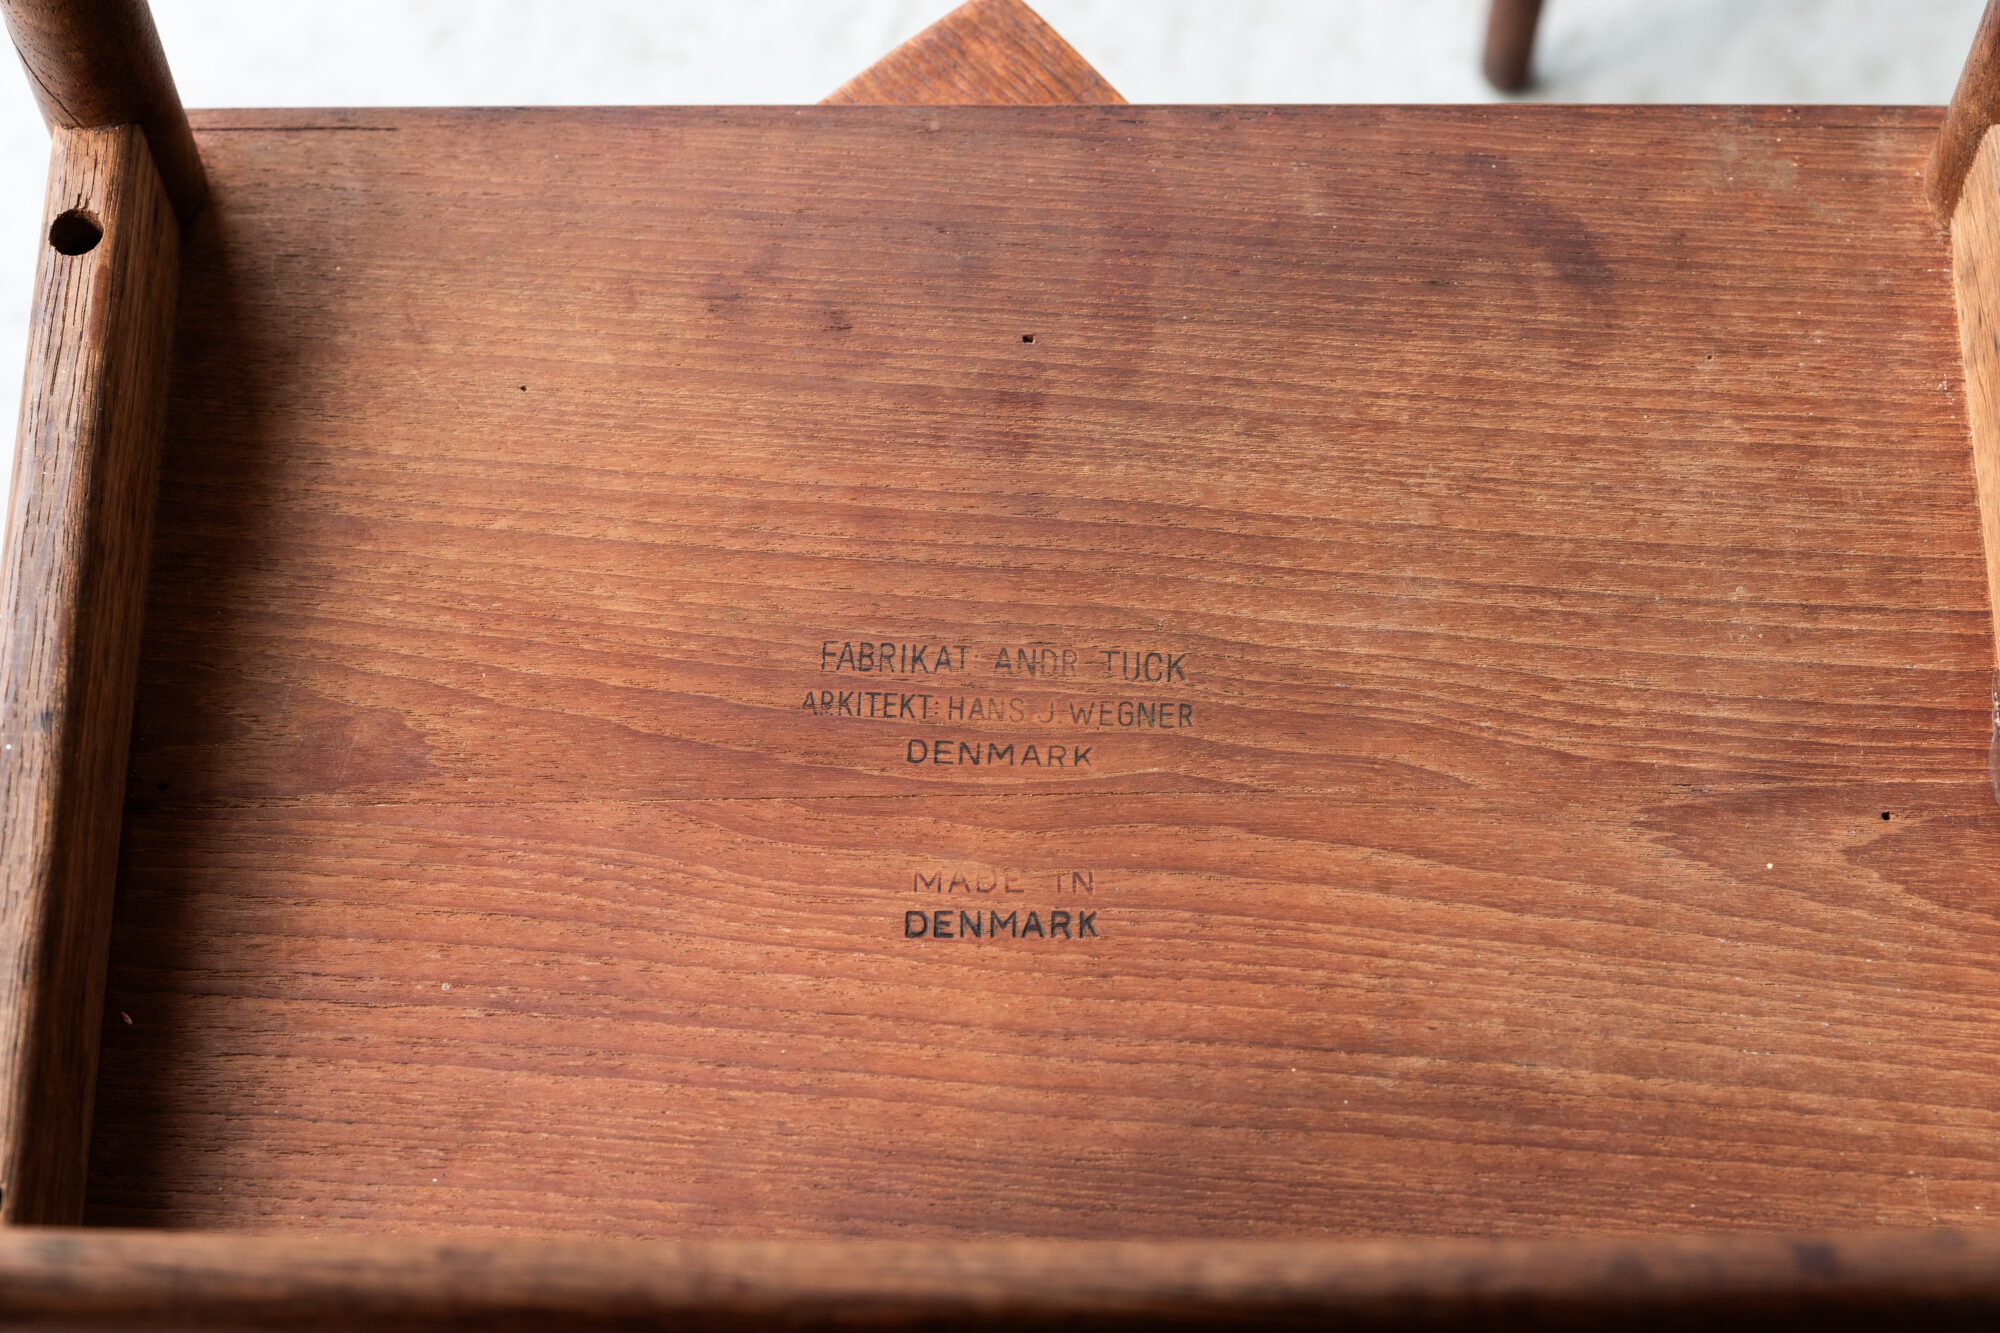 FABRIKAT: ANDR TUCK
ARKITEKT: HANS J. WEGNER
DENMARK
MADE IN
DENMARK